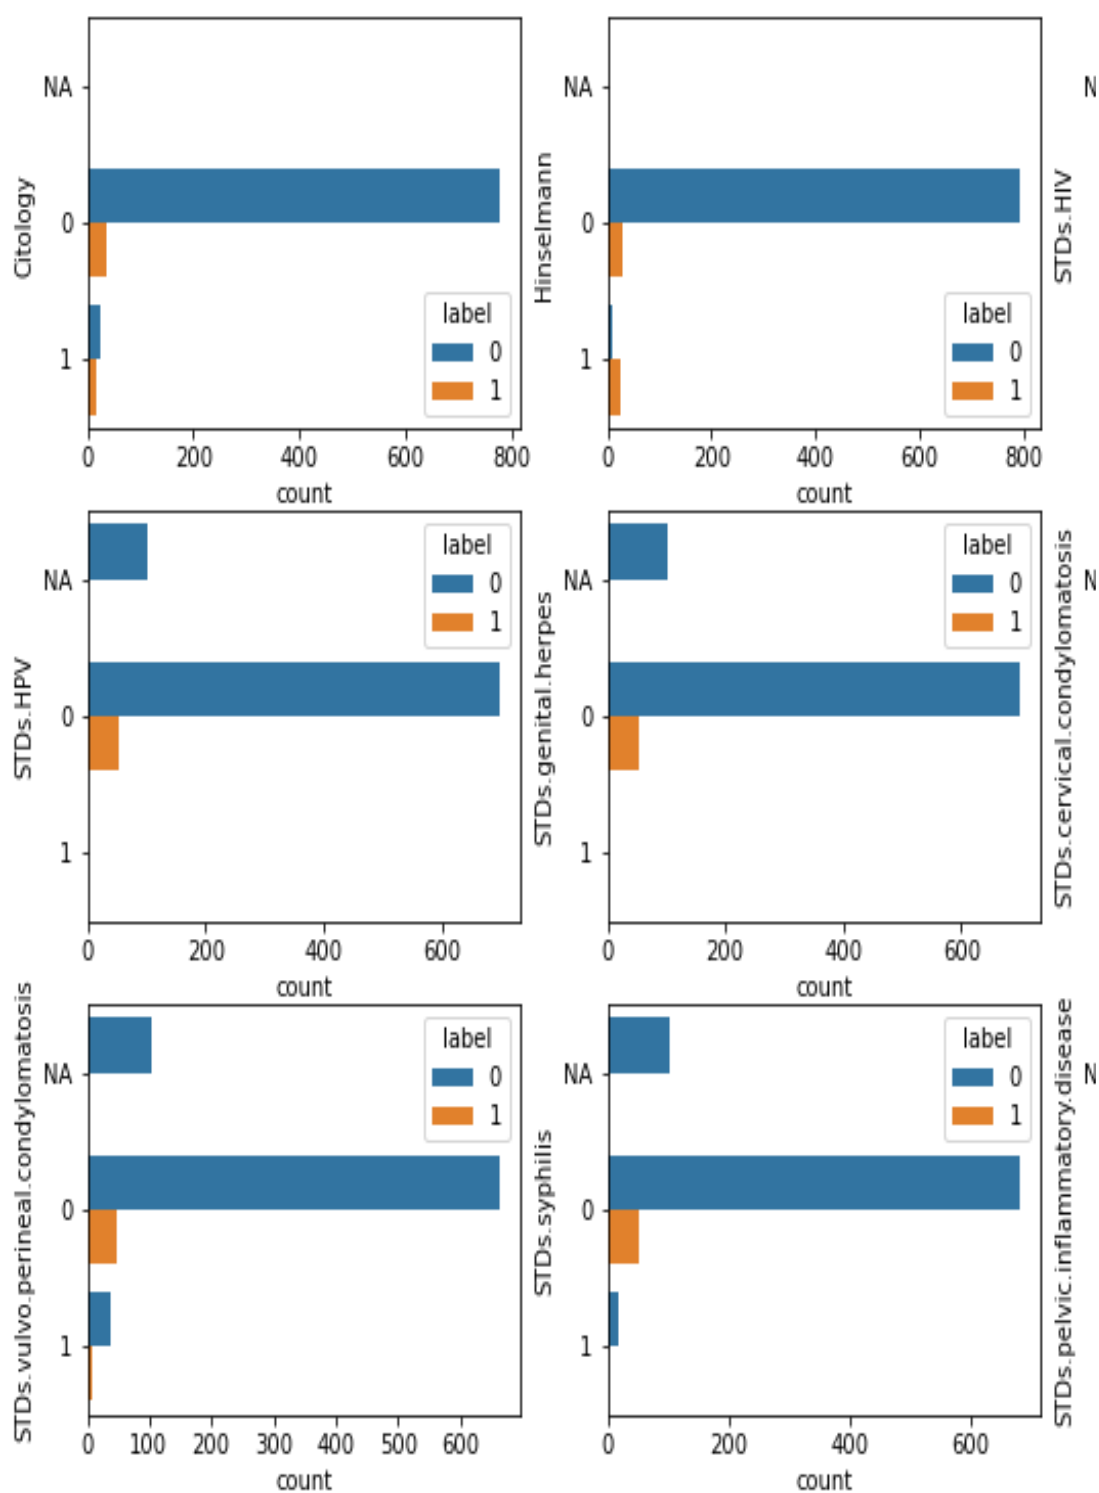 NA
0
1
Citology
label
0
1
0 200 400 600 800
count
NA
0
1
Hinselmann
label
0
1
0 200 400 600 800
count
N
STDs.HIV
NA
0
1
STDs.HPV
label
0
1
0 200 400 600
count
NA
0
1
STDs.genital.herpes
label
0
1
0 200 400 600
count
N
STDs.cervical.condylomatosis
NA
0
1
STDs.vulvo.perineal.condylomatosis
label
0
1
0 100 200 300 400 500 600
count
NA
0
1
STDs.syphilis
label
0
1
0 200 400 600
count
N
STDs.pelvic.inflammatory.disease